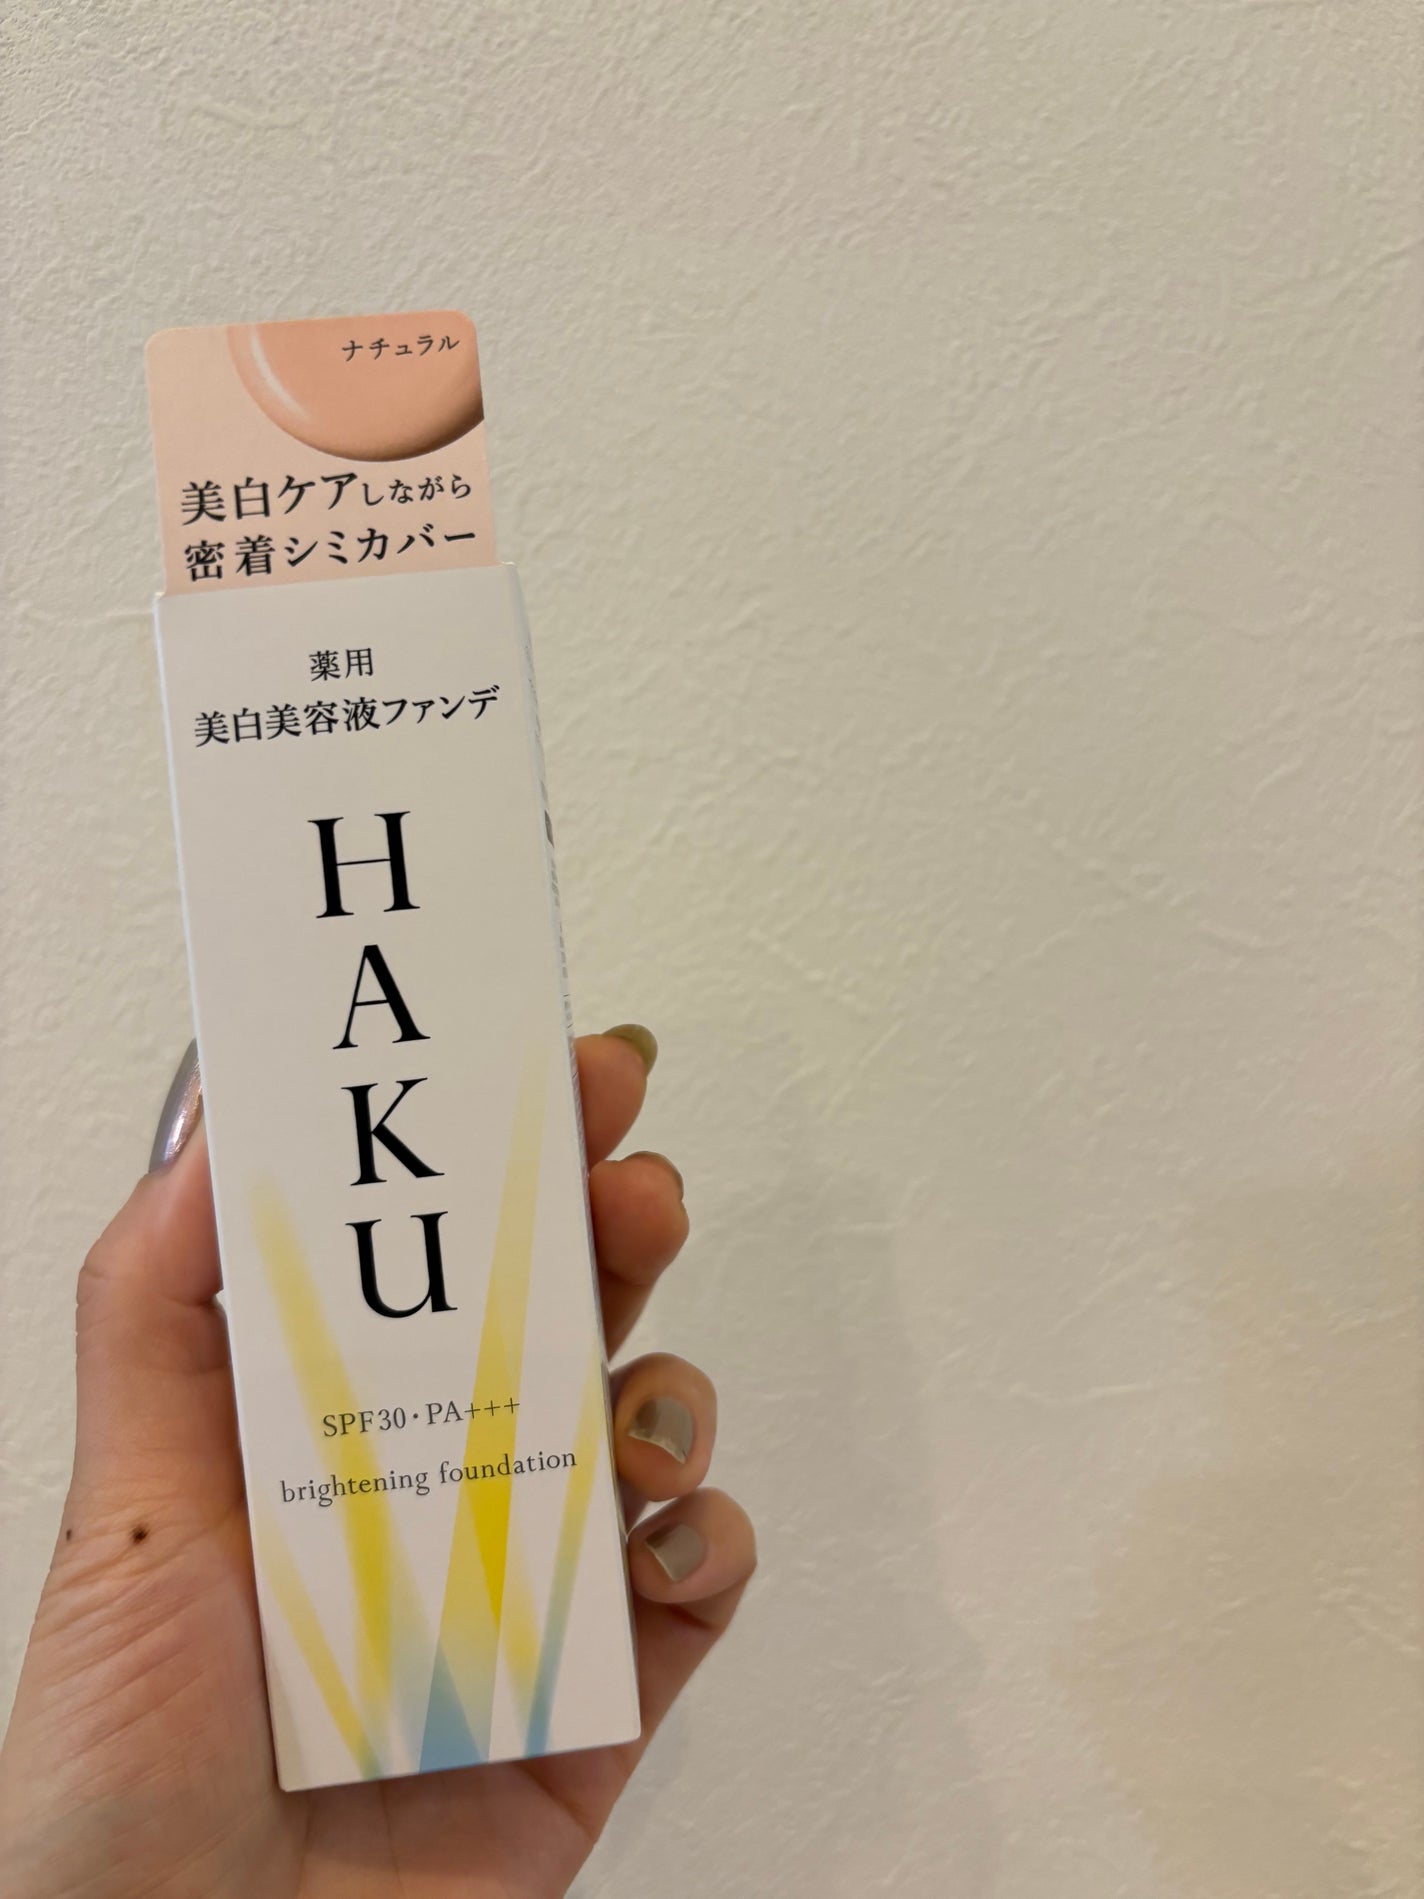 ナチュラル
美白ケアしながら
密着シミカバー
薬用
美白美容液ファンデ
HAKU
SPF30・PA+++
brightening foundation